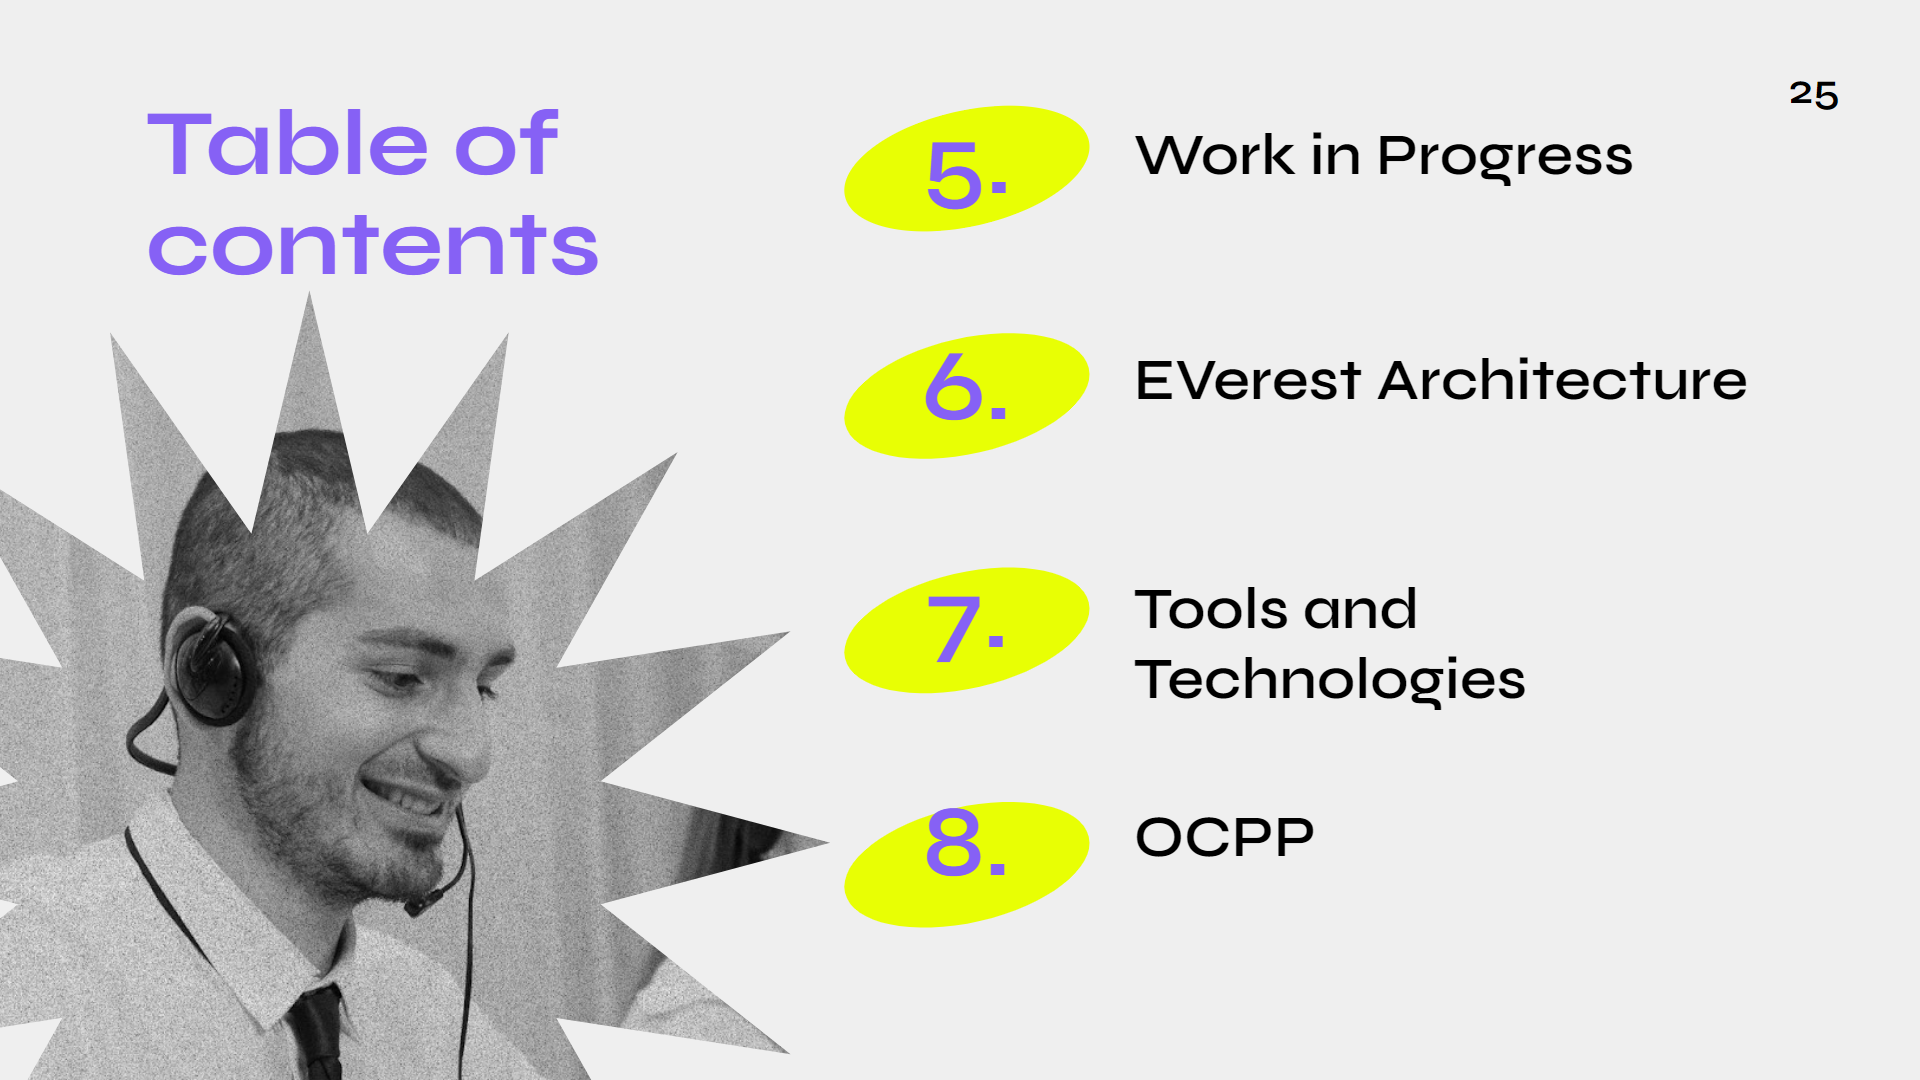 Table of
contents
25
5.
Work in Progress
6.
EVerest Architecture
7.
Tools and
Technologies
8.
OCPP